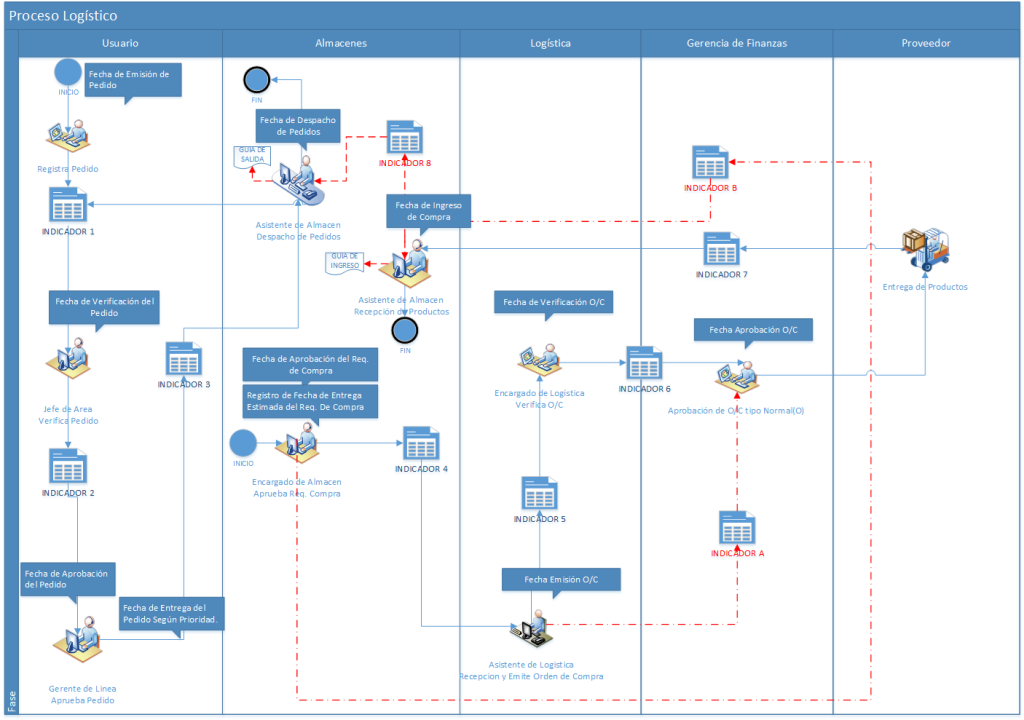 Proceso Logístico
Usuario
Almacenes
Logística
Gerencia de Finanzas
Proveedor
Fecha de Emisión de
Pedido
INICIO
Registra Pedido
INDICADOR 1
Fecha de Verificación del
Pedido
Jefe de Area
Verifica Pedido
INDICADOR 2
INDICADOR 3
Fecha de Aprobación
del Pedido
Fecha de Entrega del
Pedido Según Prioridad.
Gerente de Linea
Aprueba Pedido
FIN
Fecha de Despacho
de Pedidos
GUIA DE
SALIDA
INDICADOR 8
Asistente de Almacen
Despacho de Pedidos
Fecha de Ingreso
de Compra
GUIA DE
INGRESO
Asistente de Almacen
Recepción de Productos
FIN
Fecha de Aprobación del Req.
de Compra
Registro de Fecha de Entrega
Estimada del Req. De Compra
INICIO
Encargado de Almacen
Aprueba Req. Compra
INDICADOR 4
Fecha de Verificación O/C
Encargado de Logistica
Verifica O/C
INDICADOR 5
Fecha Emisión O/C
Asistente de Logistica
Recepcion y Emite Orden de Compra
INDICADOR B
INDICADOR 7
Fecha Aprobación O/C
INDICADOR 6
Aprobación de O/C tipo Normal(O)
INDICADOR A
Entrega de Productos
Fase